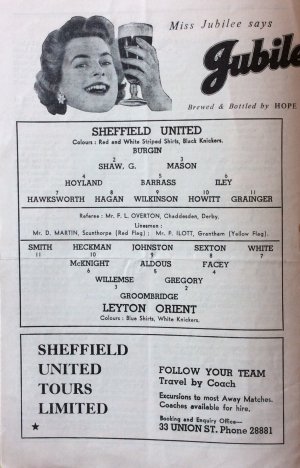 Miss Jubilee says
Jubile
Brewed & Bottled by HOPE
SHEFFIELD UNITED
Colours : Red and White Striped Shirts, Black Knickers.
BURGIN
2 3
SHAW, G. MASON
4 5 6
HOYLAND BARRASS ILEY
7 8 9 10 11
HAWKSWORTH HAGAN WILKINSON HOWITT GRAINGER
Referee : Mr. F. L. OVERTON, Chaddesden, Derby.
Linesmen :
Mr. D. MARTIN, Scunthorpe (Red Flag) ; Mr. F. ILOTT, Grantham (Yellow Flag).
SMITH HECKMAN JOHNSTON SEXTON WHITE
11 10 9 8 7
McKNIGHT ALDOUS FACEY
6 5 4
WILLEMSE GREGORY
3 2
GROOMBRIDGE
LEYTON ORIENT
Colours : Blue Shirts, White Knickers.
SHEFFIELD
UNITED
TOURS
LIMITED
FOLLOW YOUR TEAM
Travel by Coach
Excursions to most Away Matches.
Coaches available for hire.
Booking and Enquiry Office—
33 UNION ST. Phone 28881